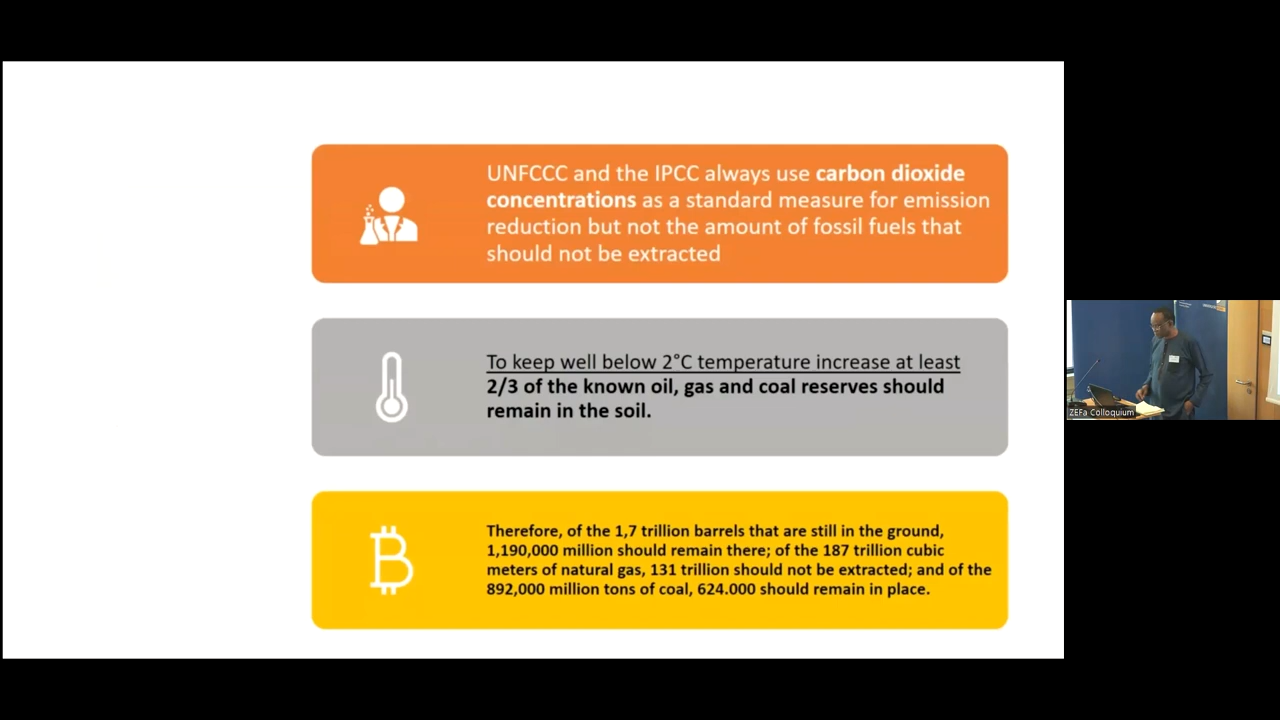 UNFCCC and the IPCC always use carbon dioxide
concentrations as a standard measure for emission
reduction but not the amount of fossil fuels that
should not be extracted
To keep well below 2°C temperature increase at least
2/3 of the known oil, gas and coal reserves should
remain in the soil.
Therefore, of the 1,7 trillion barrels that are still in the ground,
1,190,000 million should remain there; of the 187 trillion cubic
meters of natural gas, 131 trillion should not be extracted; and of the
892,000 million tons of coal, 624.000 should remain in place.
ZEFa Colloquium